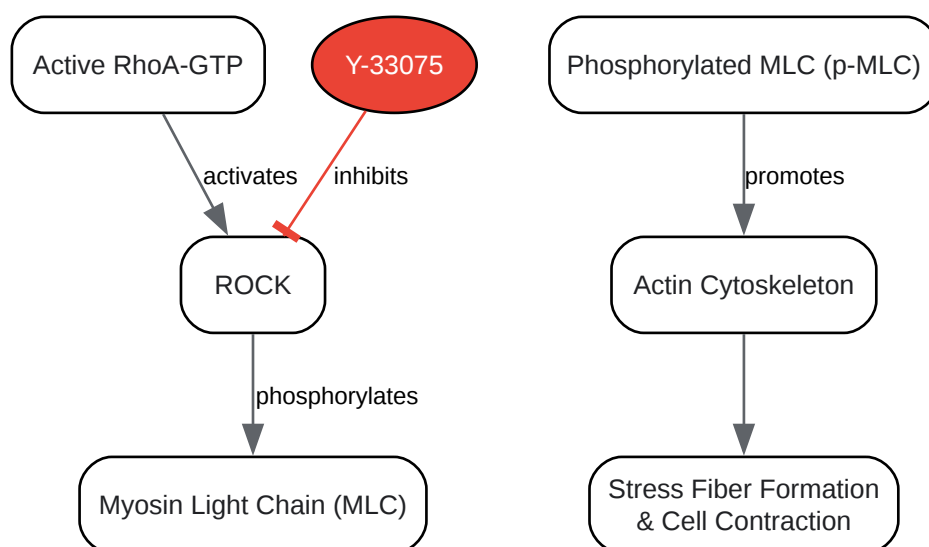 Active RhoA-GTP
Y-33075
Phosphorylated MLC (p-MLC)
activates
inhibits
promotes
ROCK
Actin Cytoskeleton
phosphorylates
Myosin Light Chain (MLC)
Stress Fiber Formation
& Cell Contraction